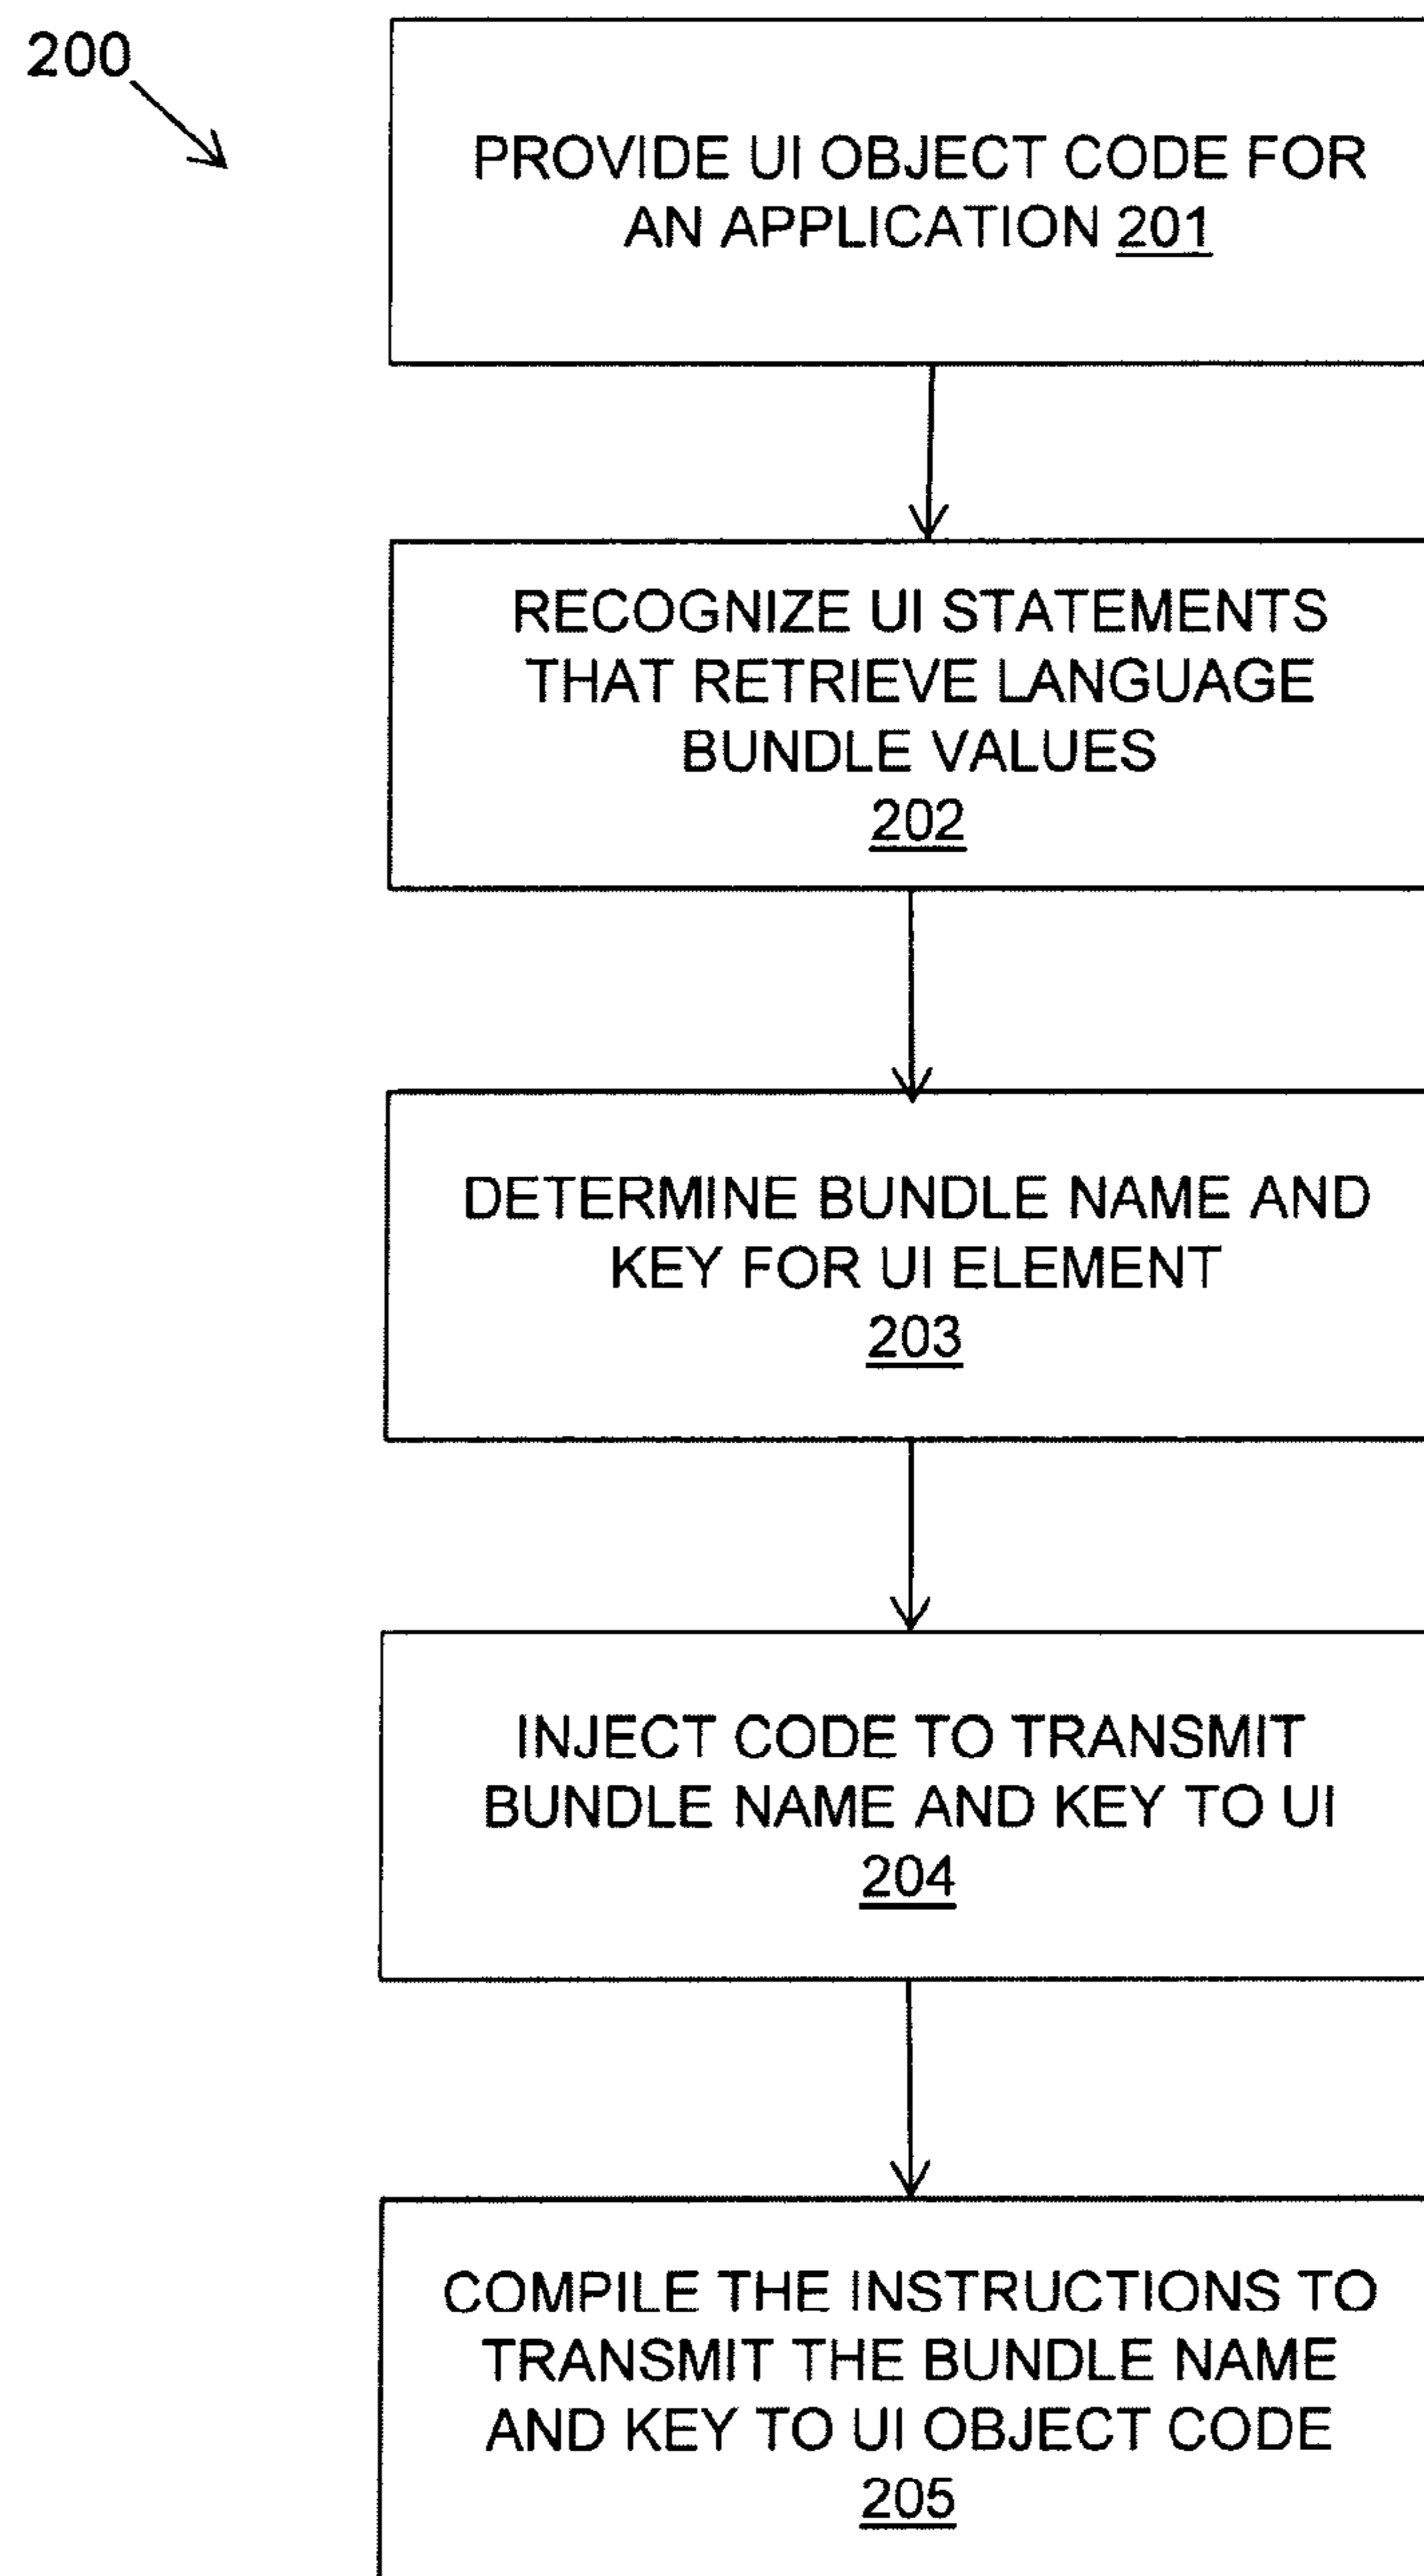 200
PROVIDE UI OBJECT CODE FOR
AN APPLICATION 201
RECOGNIZE UI STATEMENTS
THAT RETRIEVE LANGUAGE
BUNDLE VALUES
202
DETERMINE BUNDLE NAME AND
KEY FOR UI ELEMENT
203
INJECT CODE TO TRANSMIT
BUNDLE NAME AND KEY TO UI
204
COMPILE THE INSTRUCTIONS TO
TRANSMIT THE BUNDLE NAME
AND KEY TO UI OBJECT CODE
205